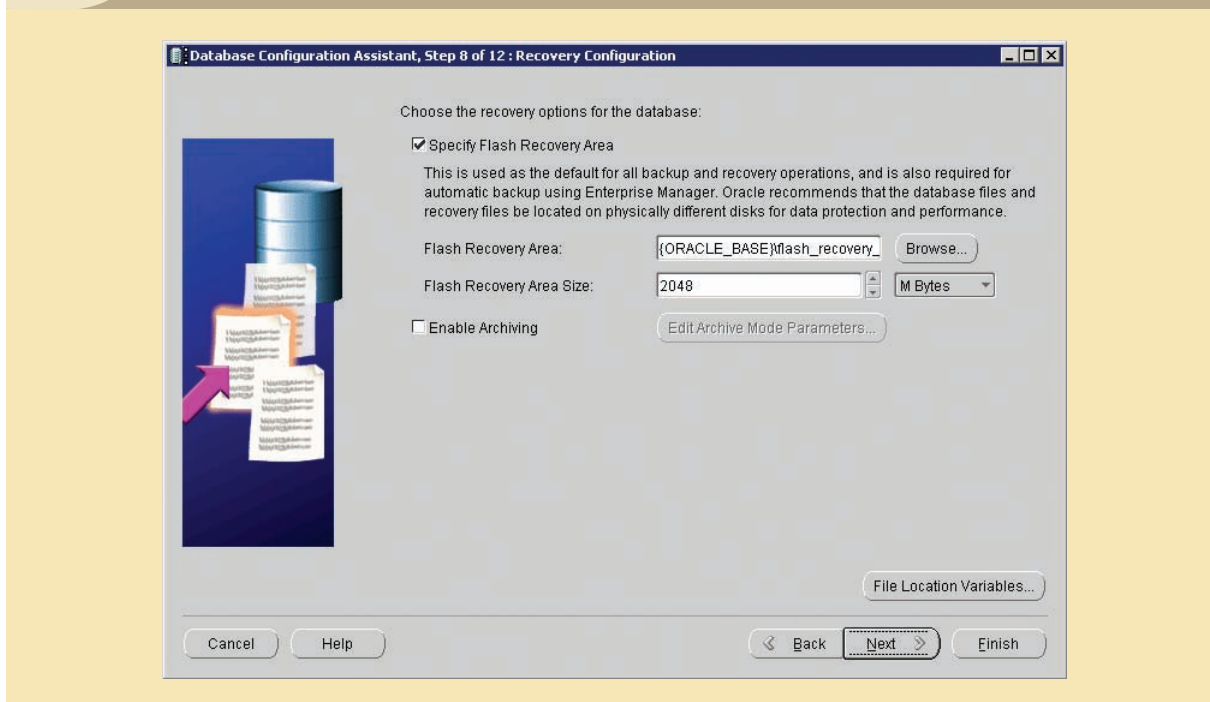 Database Configuration Assistant, Step 8 of 12 : Recovery Configuration
Choose the recovery options for the database:
Specify Flash Recovery Area
This is used as the default for all backup and recovery operations, and is also required for
automatic backup using Enterprise Manager. Oracle recommends that the database files and
recovery files be located on physically different disks for data protection and performance.
Flash Recovery Area: {ORACLE_BASE}\flash_recovery_ Browse...
Flash Recovery Area Size: 2048 M Bytes
Enable Archiving Edit Archive Mode Parameters...
File Location Variables...
Cancel Help Back Next Finish